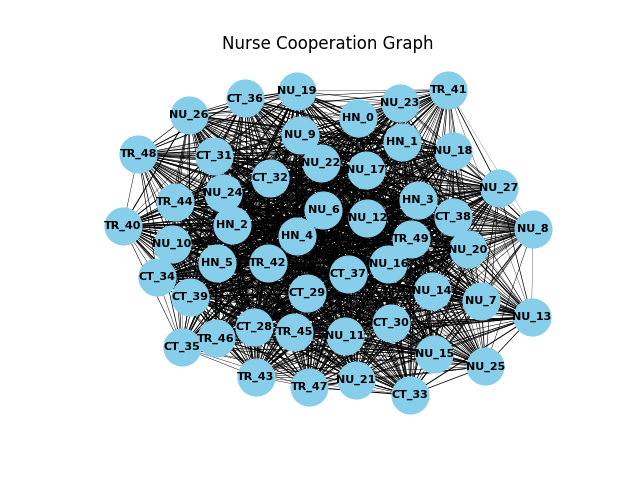 Nurse Cooperation Graph
TR_41
NU_19
CT_36
NU_23
NU_26
HN_0
NU_9
HN_1
NU_18
TR_48
CT_31
NU_22
NU_17
CT_32
NU_27
NU_24
TR_44
HN_3
NU_6
NU_12
CT_38
TR_40
HN_2
NU_8
HN_4
TR_49
NU_10
NU_20
HN_5
TR_42
NU_16
CT_37
CT_34
CT_39
CT_29
NU_14
NU_7
NU_13
CT_28
TR_45
CT_30
TR_46
NU_11
CT_35
NU_15
NU_25
TR_43
NU_21
TR_47
CT_33